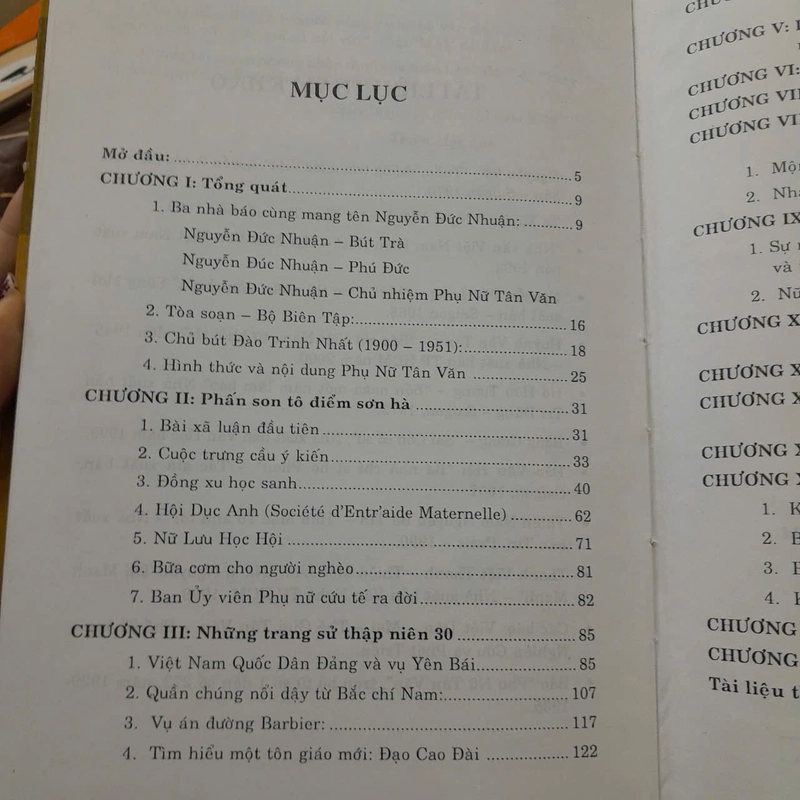 MỤC LỤC
Mở đầu: 5
CHƯƠNG I: Tổng quát 9
1. Ba nhà báo cùng mang tên Nguyễn Đức Nhuận: 9
Nguyễn Đức Nhuận – Bút Trà
Nguyễn Đúc Nhuận – Phú Đức
Nguyễn Đức Nhuận – Chủ nhiệm Phụ Nữ Tân Văn
2. Tòa soạn – Bộ Biên Tập: 16
3. Chủ bút Đào Trinh Nhất (1900 – 1951): 18
4. Hình thức và nội dung Phụ Nữ Tân Văn 25
CHƯƠNG II: Phấn son tô điểm sơn hà 31
1. Bài xã luận đầu tiên 31
2. Cuộc trưng cầu ý kiến 33
3. Đồng xu học sanh 40
4. Hội Dục Anh (Société d'Entr'aide Maternelle) 62
5. Nữ Lưu Học Hội 71
6. Bữa cơm cho người nghèo 81
7. Ban Ủy viên Phụ nữ cứu tế ra đời 82
CHƯƠNG III: Những trang sử thập niên 30 85
1. Việt Nam Quốc Dân Đảng và vụ Yên Bái 85
2. Quần chúng nổi dậy từ Bắc chí Nam: 107
3. Vụ án đường Barbier: 117
4. Tìm hiểu một tôn giáo mới: Đạo Cao Đài 122
CHƯƠNG V:
CHƯƠNG VI:
CHƯƠNG VII
CHƯƠNG VII
1. Mộ
2. Nh
CHƯƠNG IX
1. Sự
và
2. Nữ
CHƯƠNG X
CHƯƠNG X
CHƯƠNG X
CHƯƠNG X
CHƯƠNG X
1. K
2. B
3. B
4. K
CHƯƠNG
CHƯƠNG
Tài liệu t